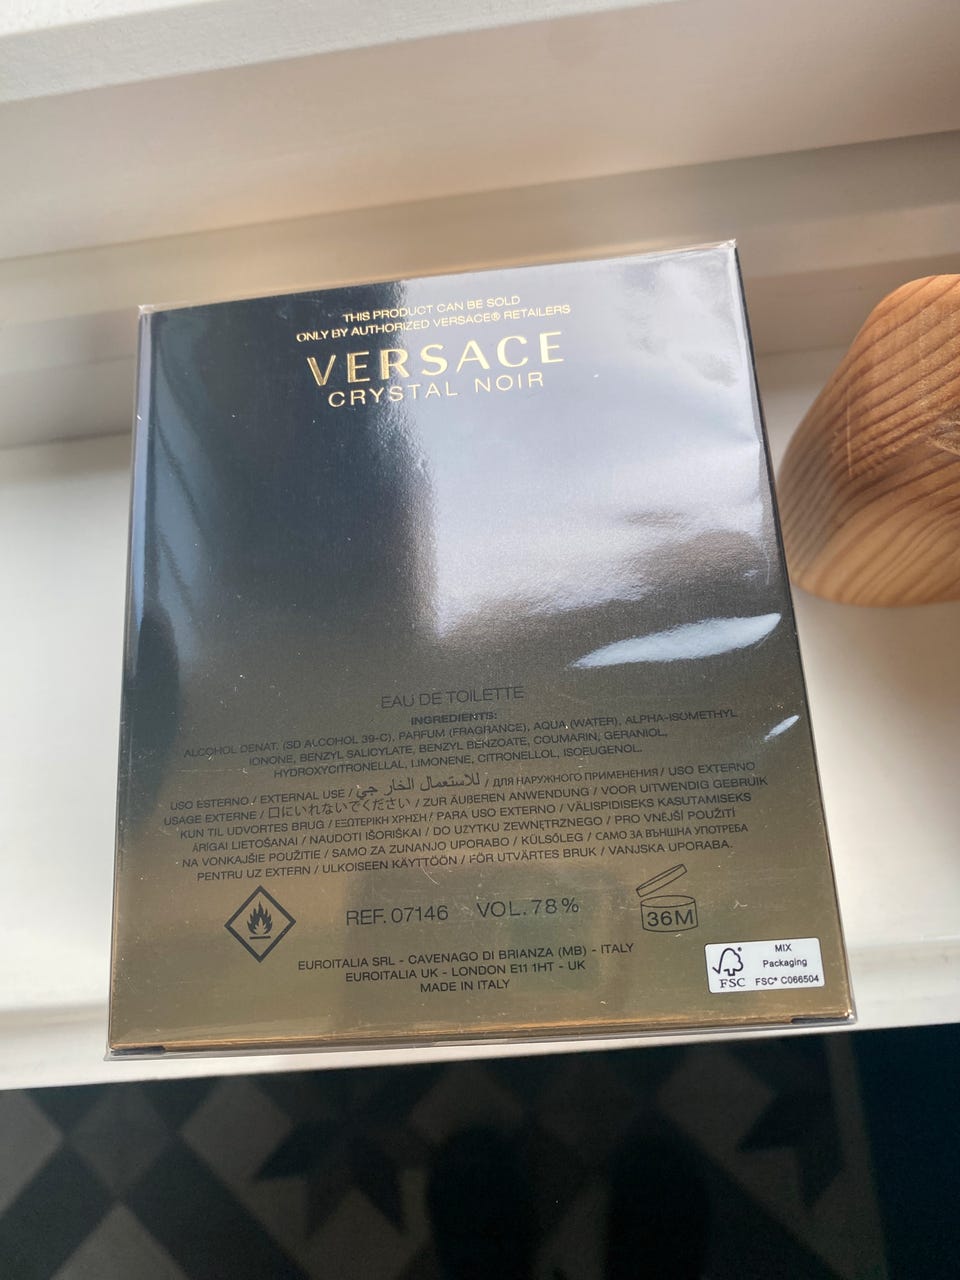 THIS PRODUCT CAN BE SOLD
ONLY BY AUTHORIZED VERSACE® RETAILERS
VERSACE
CRYSTAL NOIR
EAU DE TOILETTE
INGREDIENTS:
ALCOHOL DENAT. (SD ALCOHOL 39-C), PARFUM (FRAGRANCE), AQUA (WATER), ALPHA-ISOMETHYL
IONONE, BENZYL SALICYLATE, BENZYL BENZOATE, COUMARIN, GERANIOL,
HYDROXYCITRONELLAL, LIMONENE, CITRONELLOL, ISOEUGENOL.
USO ESTERNO / EXTERNAL USE / للاستعمال الخارجي / ДЛЯ НАРУЖНОГО ПРИМЕНЕНИЯ / USO EXTERNO
USAGE EXTERNE / 口にいれないでください / ZUR ÄUßEREN ANWENDUNG / VOOR UITWENDIG GEBRUIK
KUN TIL UDVORTES BRUG / ΕΞΩΤΕΡΙΚΗ ΧΡΗΣΗ / PARA USO EXTERNO / VÄLISPIDISEKS KASUTAMISEKS
ĀRĪGAI LIETOŠANAI / NAUDOTI IŠORIŠKAI / DO UŻYTKU ZEWNĘTRZNEGO / PRO VNĚJŠÍ POUŽITÍ
NA VONKAJŠIE POUŽITIE / SAMO ZA ZUNANJO UPORABO / KÜLSŐLEG / САМО ЗА ВЪНШНА УПОТРЕБА
PENTRU UZ EXTERN / ULKOISEEN KÄYTTÖÖN / FÖR UTVÄRTES BRUK / VANJSKA UPORABA.
REF. 07146 VOL. 78%
36M
EUROITALIA SRL - CAVENAGO DI BRIANZA (MB) - ITALY
EUROITALIA UK - LONDON E11 1HT - UK
MADE IN ITALY
FSC
MIX
Packaging
FSC® C066504